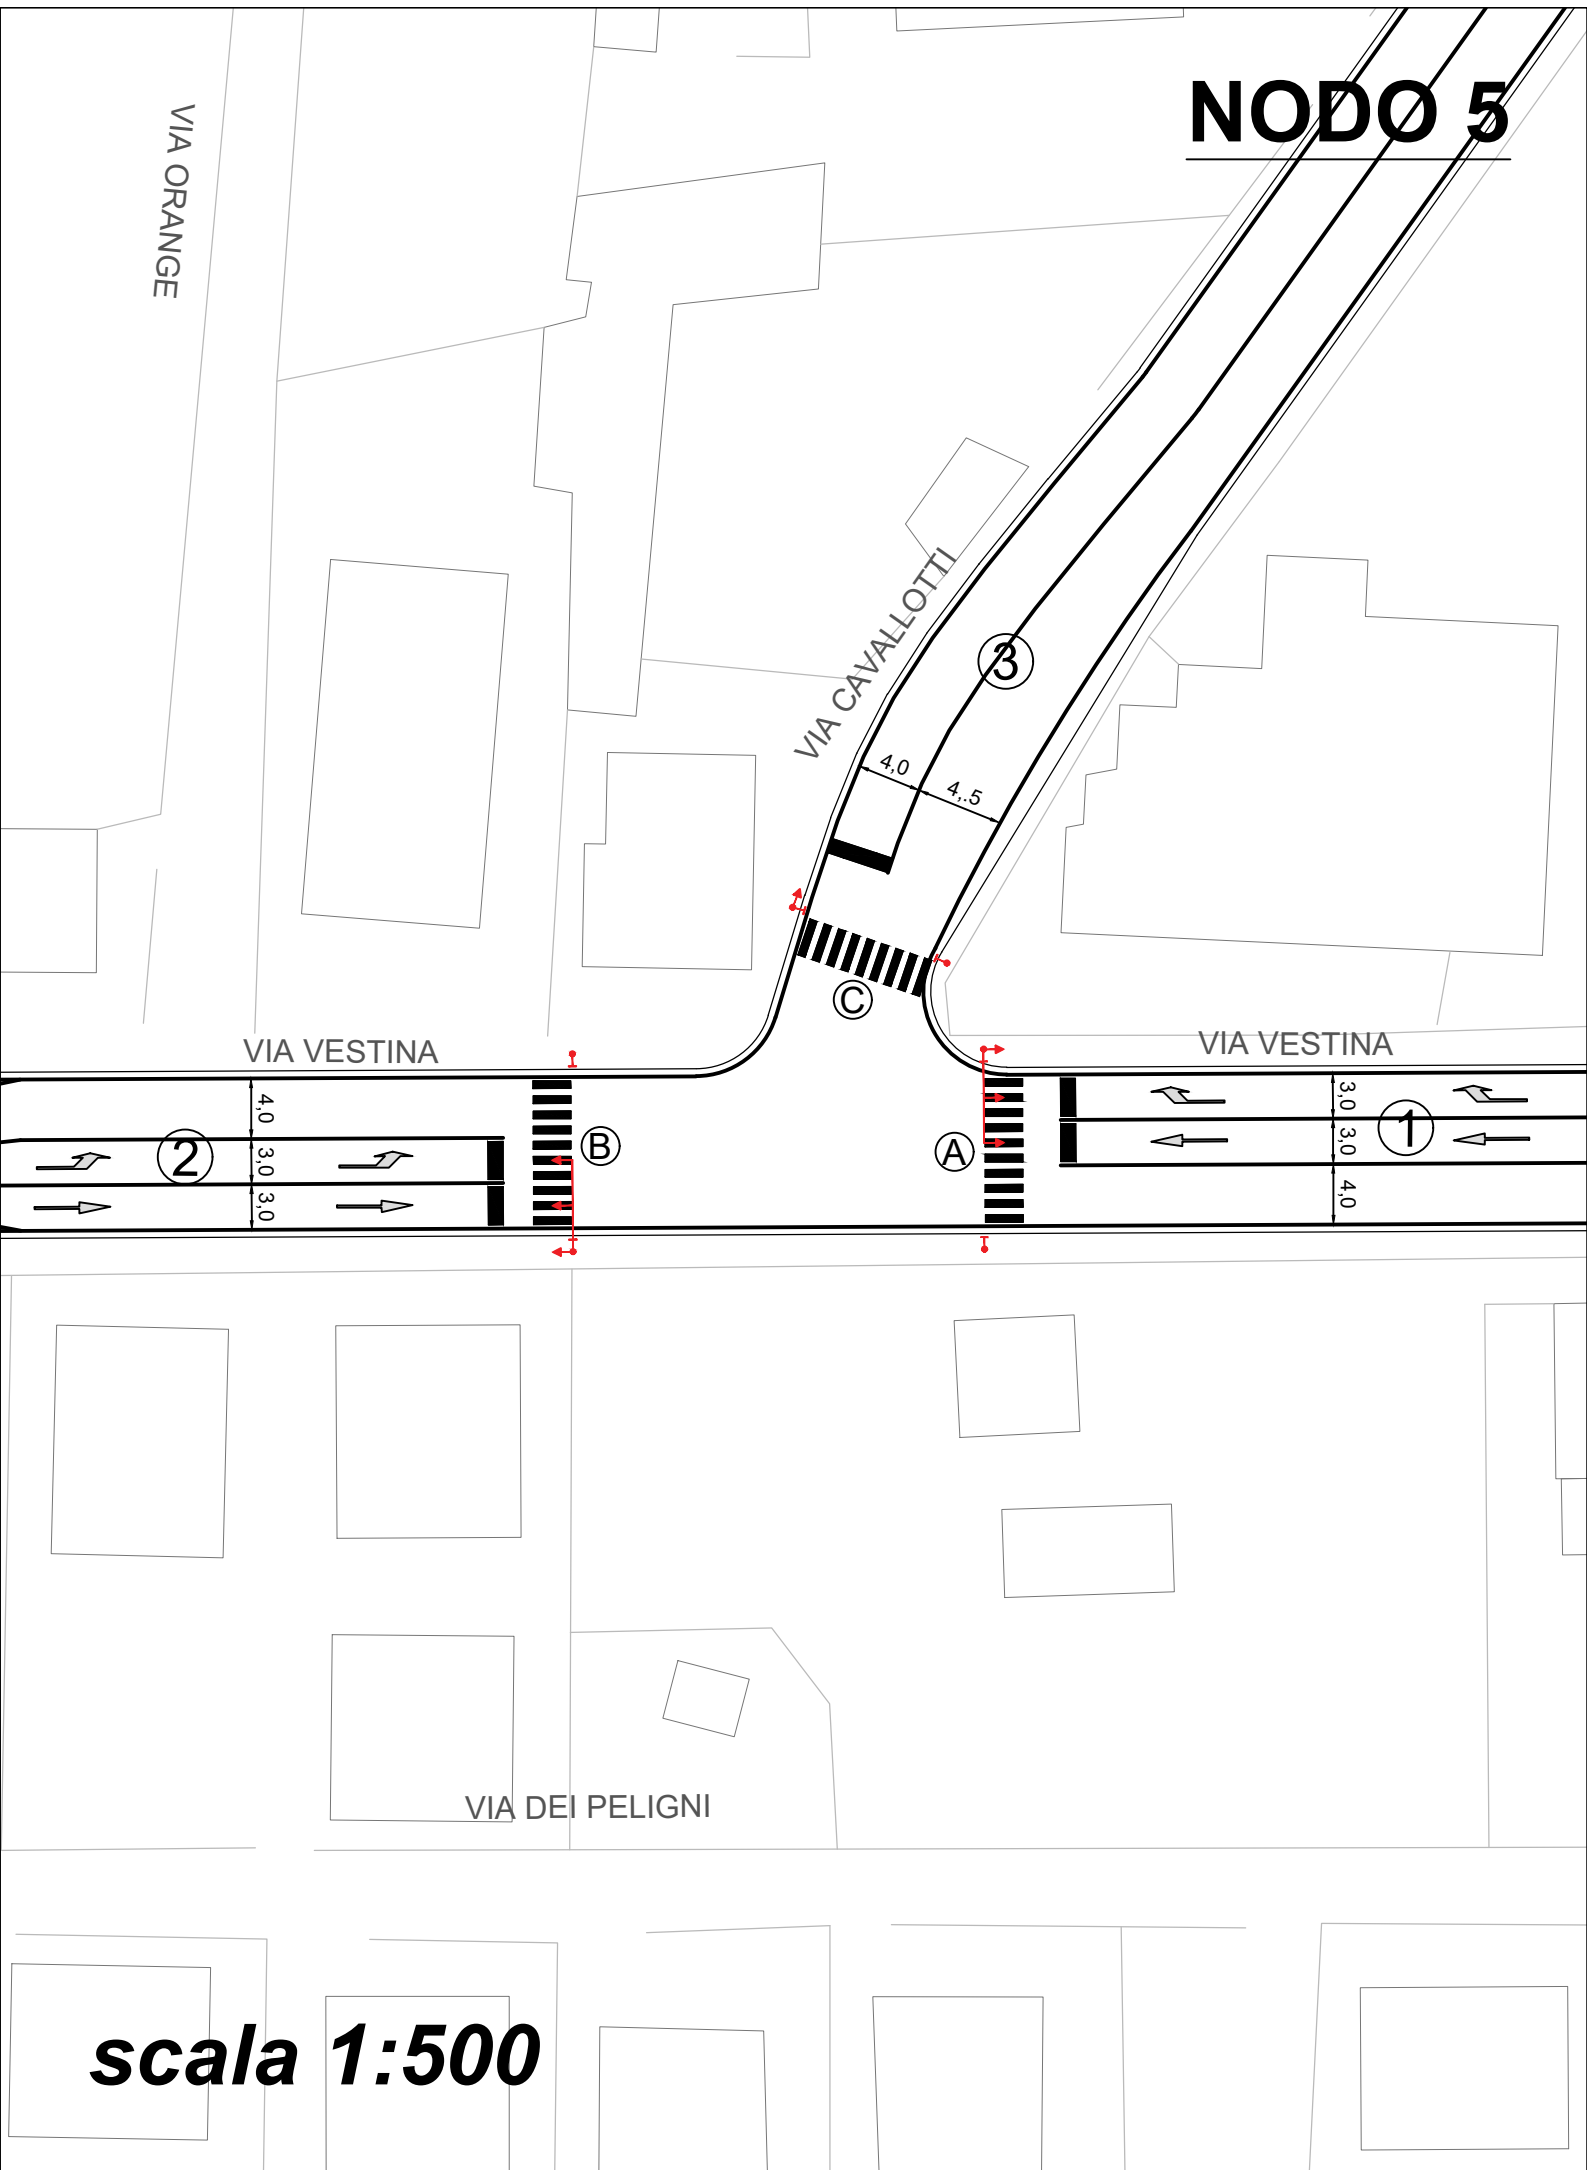 NODO 5
VIA ORANGE
VIA CAVALLOTTI
3
4,0
4,.5
C
VIA VESTINA
VIA VESTINA
4,0
3,0
3,0
2
B
A
3,0
3,0
4,0
1
VIA DEI PELIGNI
scala 1:500